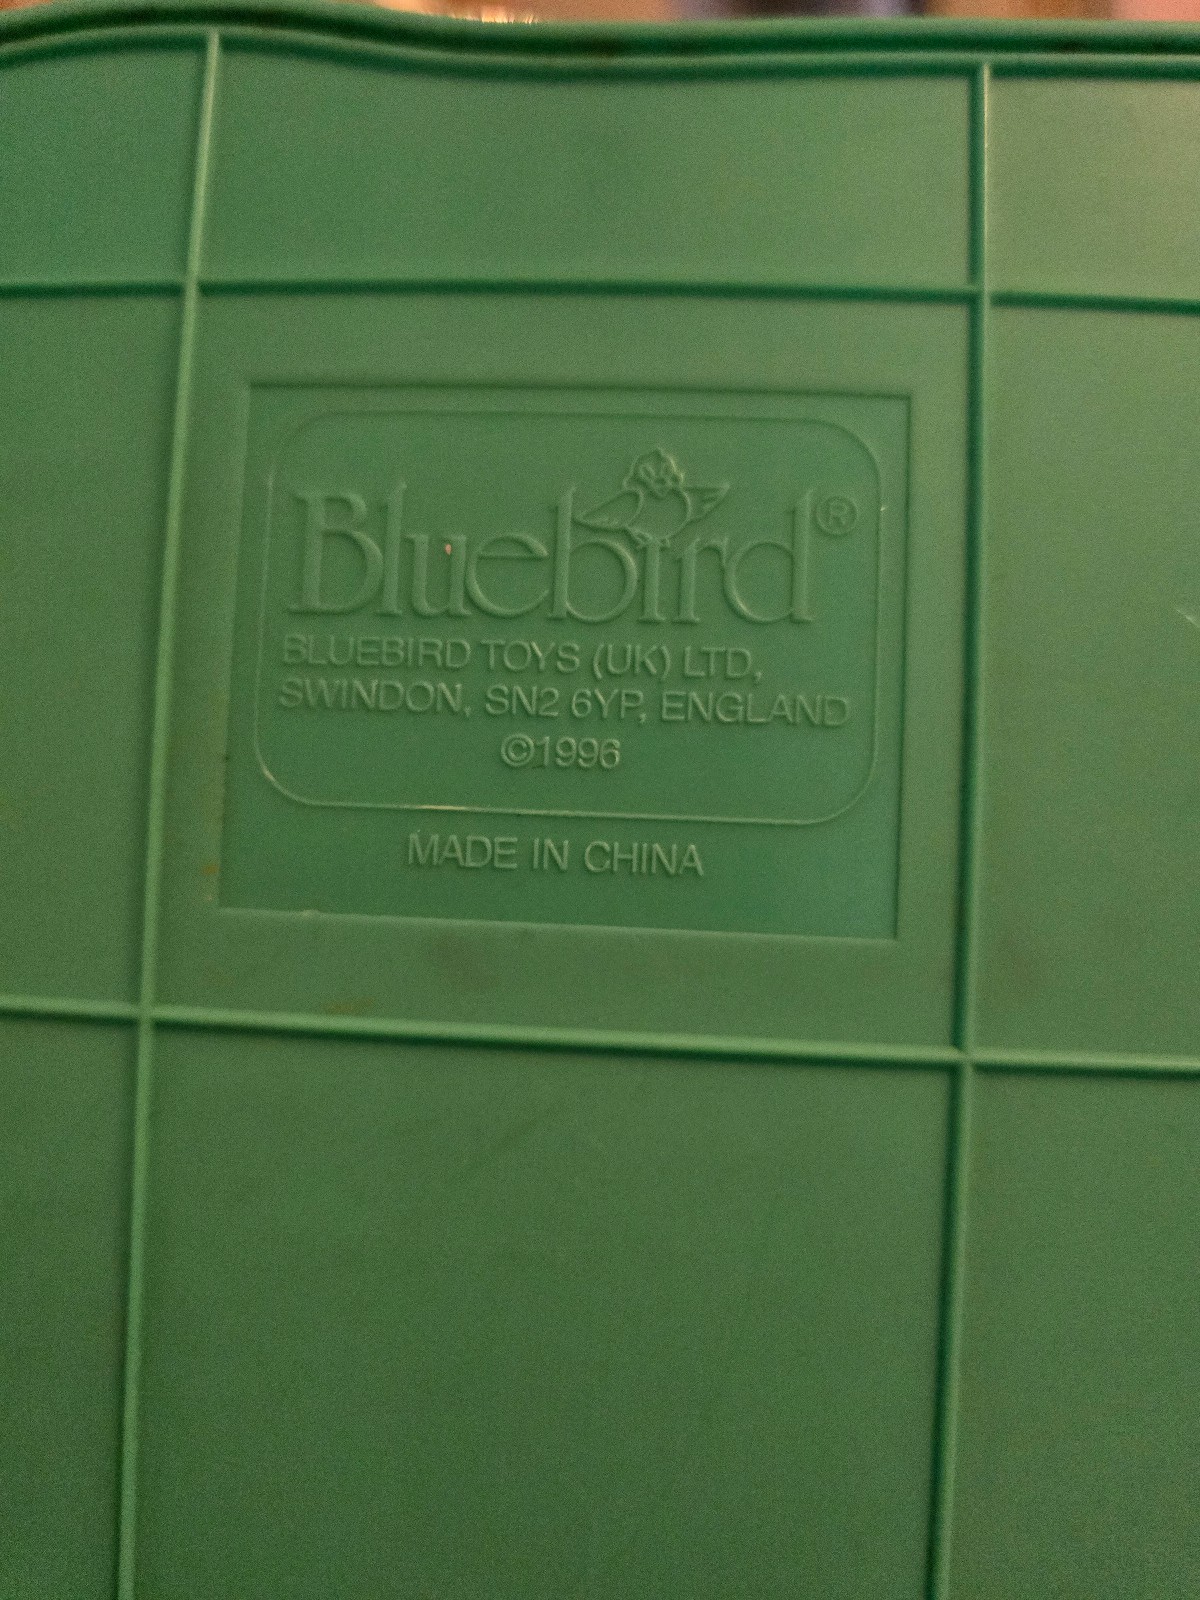 Bluebird®
BLUEBIRD TOYS (UK) LTD,
SWINDON, SN2 6YP, ENGLAND
©1996
MADE IN CHINA